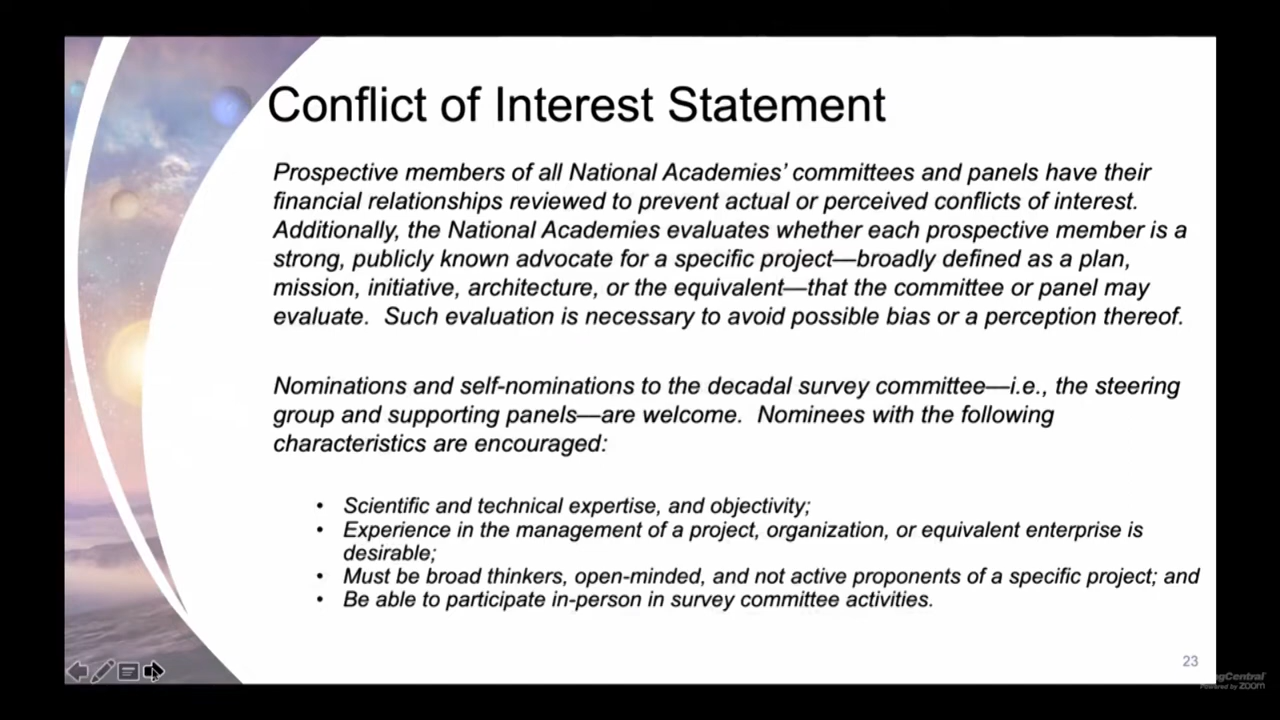 Conflict of Interest Statement
Prospective members of all National Academies’ committees and panels have their
financial relationships reviewed to prevent actual or perceived conflicts of interest.
Additionally, the National Academies evaluates whether each prospective member is a
strong, publicly known advocate for a specific project—broadly defined as a plan,
mission, initiative, architecture, or the equivalent—that the committee or panel may
evaluate.  Such evaluation is necessary to avoid possible bias or a perception thereof.
Nominations and self-nominations to the decadal survey committee—i.e., the steering
group and supporting panels—are welcome.  Nominees with the following
characteristics are encouraged:
• Scientific and technical expertise, and objectivity;
• Experience in the management of a project, organization, or equivalent enterprise is
desirable;
• Must be broad thinkers, open-minded, and not active proponents of a specific project; and
• Be able to participate in-person in survey committee activities.
23
ngCentral
Powered by zoom